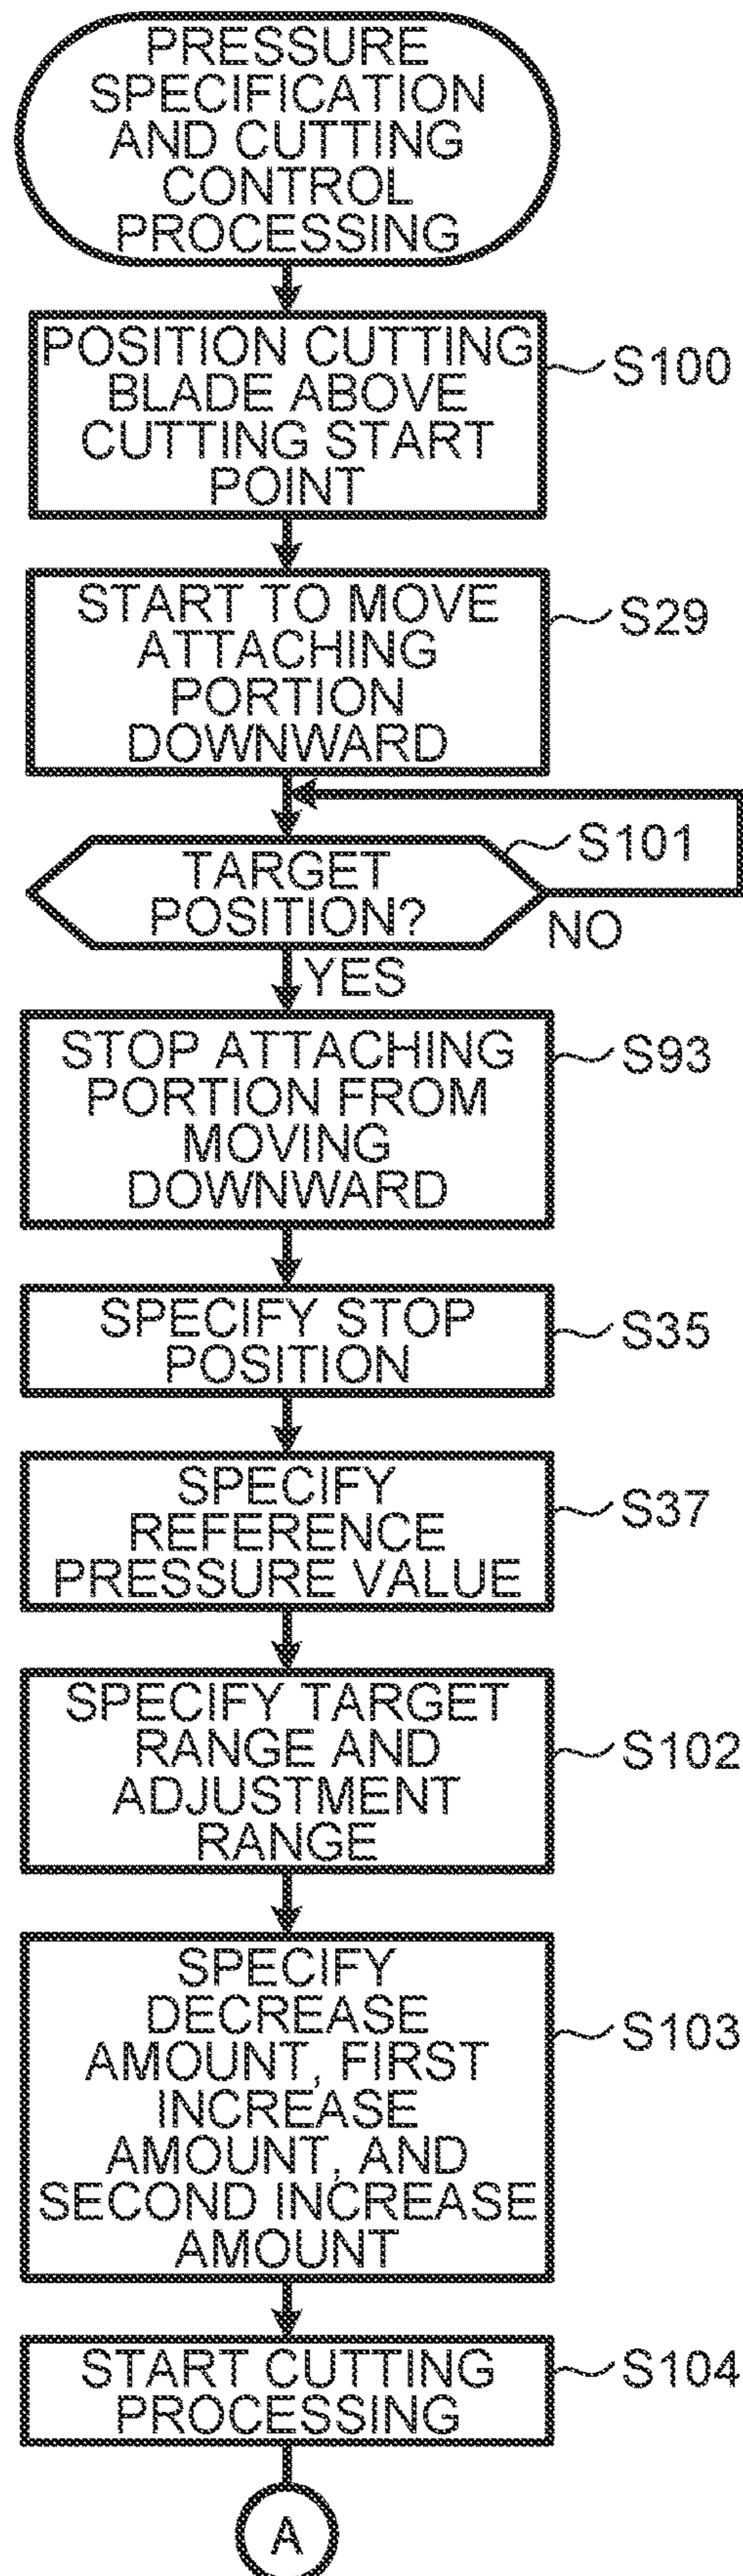 PRESSURE
SPECIFICATION
AND CUTTING
CONTROL
PROCESSING
POSITION CUTTING
BLADE ABOVE
CUTTING START
POINT
S100
START TO MOVE
ATTACHING
PORTION
DOWNWARD
S29
TARGET
POSITION?
S101
NO
YES
STOP ATTACHING
PORTION FROM
MOVING
DOWNWARD
S93
SPECIFY STOP
POSITION
S35
SPECIFY
REFERENCE
PRESSURE VALUE
S37
SPECIFY TARGET
RANGE AND
ADJUSTMENT
RANGE
S102
SPECIFY
DECREASE
AMOUNT, FIRST
INCREASE
AMOUNT, AND
SECOND INCREASE
AMOUNT
S103
START CUTTING
PROCESSING
S104
A